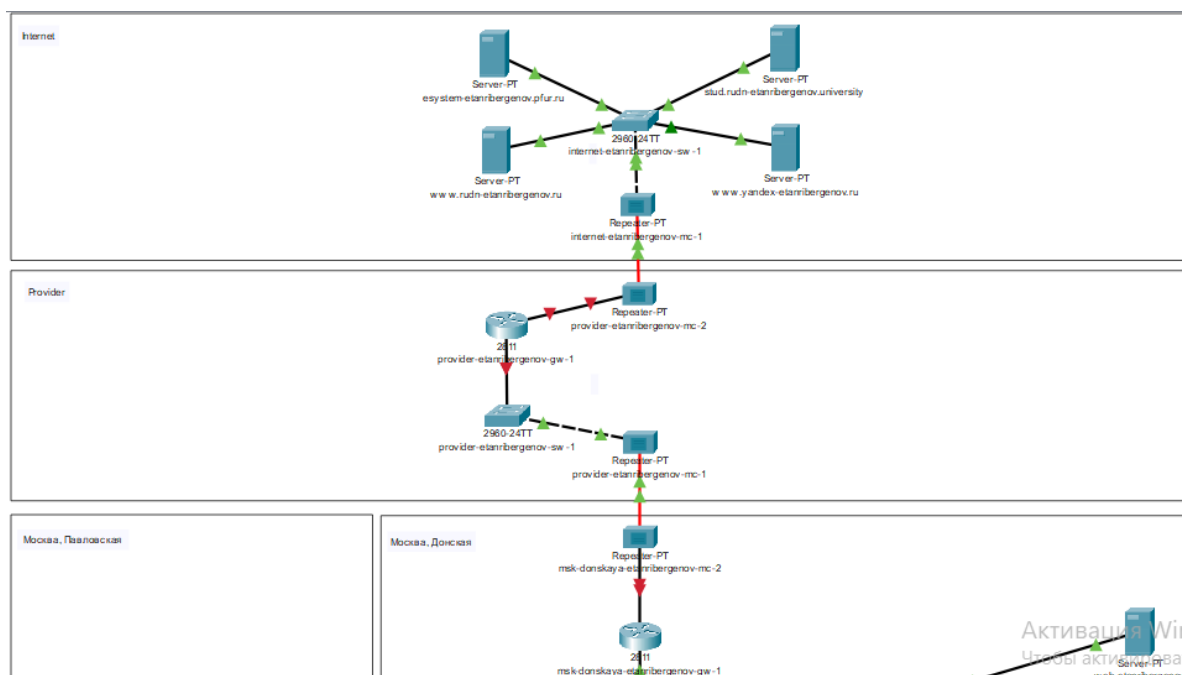 Internet
Server-PT
esystem-etanribergenov.pfur.ru
Server-PT
stud.rudn-etanribergenov.university
2960-24TT
internet-etanribergenov-sw-1
Server-PT
www.rudn-etanribergenov.ru
Server-PT
www.yandex-etanribergenov.ru
Repeater-PT
internet-etanribergenov-mc-1
Provider
Repeater-PT
provider-etanribergenov-mc-2
2811
provider-etanribergenov-gw-1
2960-24TT
provider-etanribergenov-sw-1
Repeater-PT
provider-etanribergenov-mc-1
Москва, Павловская
Москва, Донская
Repeater-PT
msk-donskaya-etanribergenov-mc-2
2811
msk-donskaya-etanribergenov-gw-1
Активация Win
Чтобы активирова
Server-PT